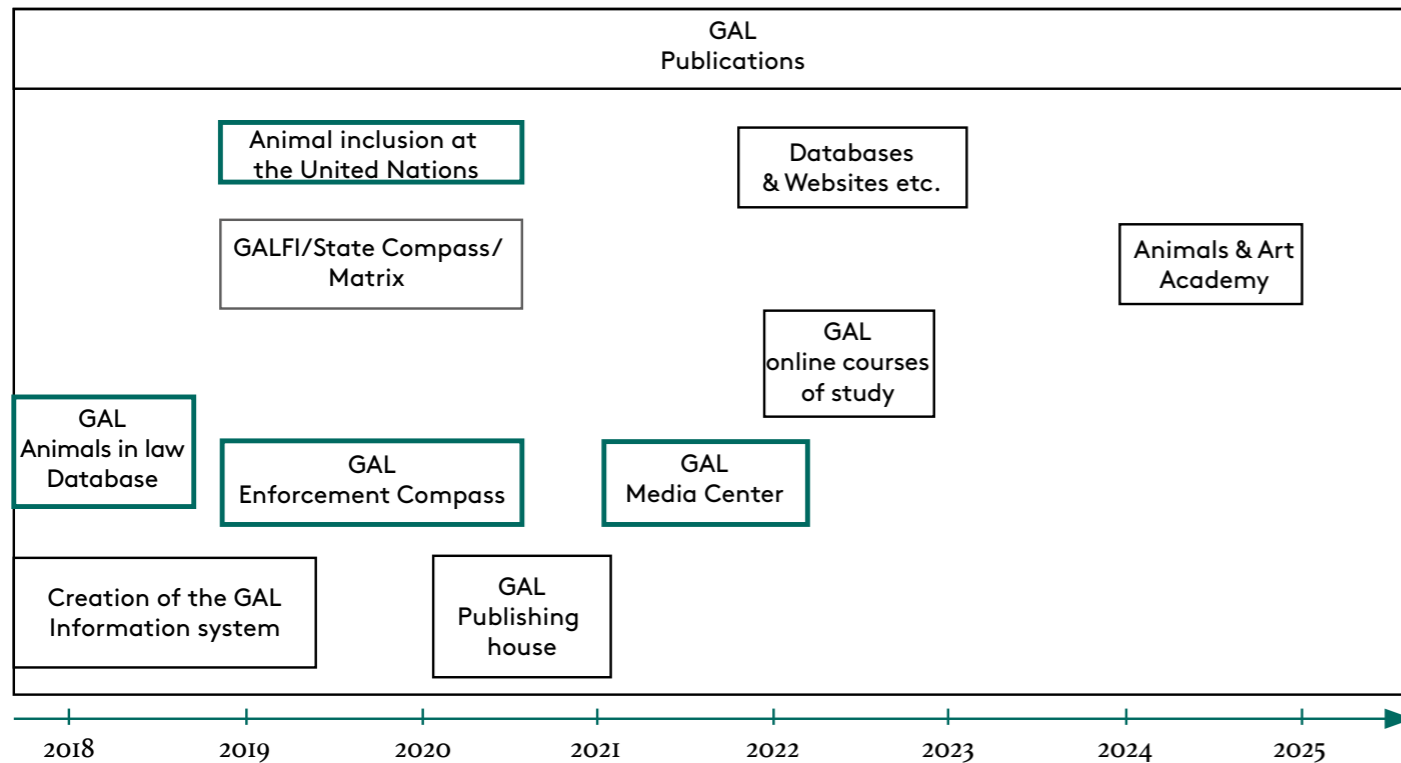 GAL
Publications
Animal inclusion at
the United Nations
Databases
& Websites etc.
GALFI/State Compass/
Matrix
Animals & Art
Academy
GAL
online courses
of study
GAL
Animals in law
Database
GAL
Enforcement Compass
GAL
Media Center
Creation of the GAL
Information system
GAL
Publishing
house
2018 2019 2020 2021 2022 2023 2024 2025